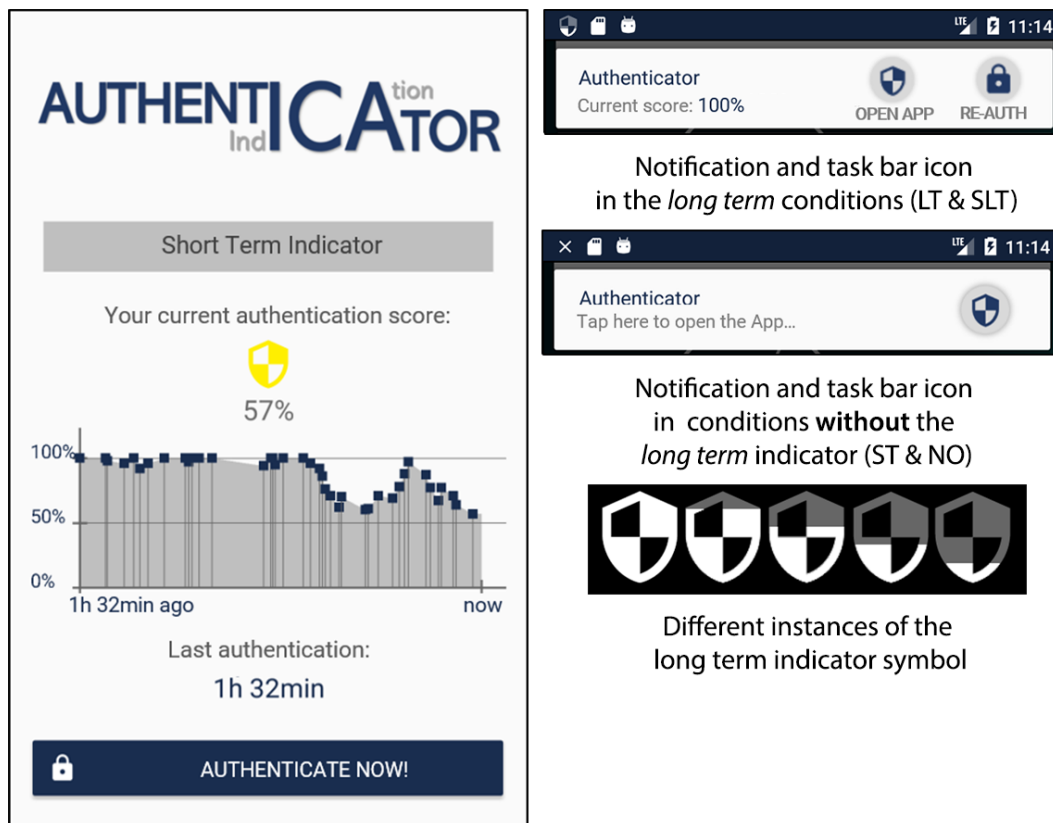 AUTHENTICATOR
tion
Ind
Short Term Indicator
Your current authentication score:
57%
100%
50%
0%
1h 32min ago now
Last authentication:
1h 32min
AUTHENTICATE NOW!
LTE 11:14
Authenticator
Current score: 100%
OPEN APP RE-AUTH
Notification and task bar icon
in the long term conditions (LT & SLT)
LTE 11:14
Authenticator
Tap here to open the App...
Notification and task bar icon
in conditions without the
long term indicator (ST & NO)
Different instances of the
long term indicator symbol